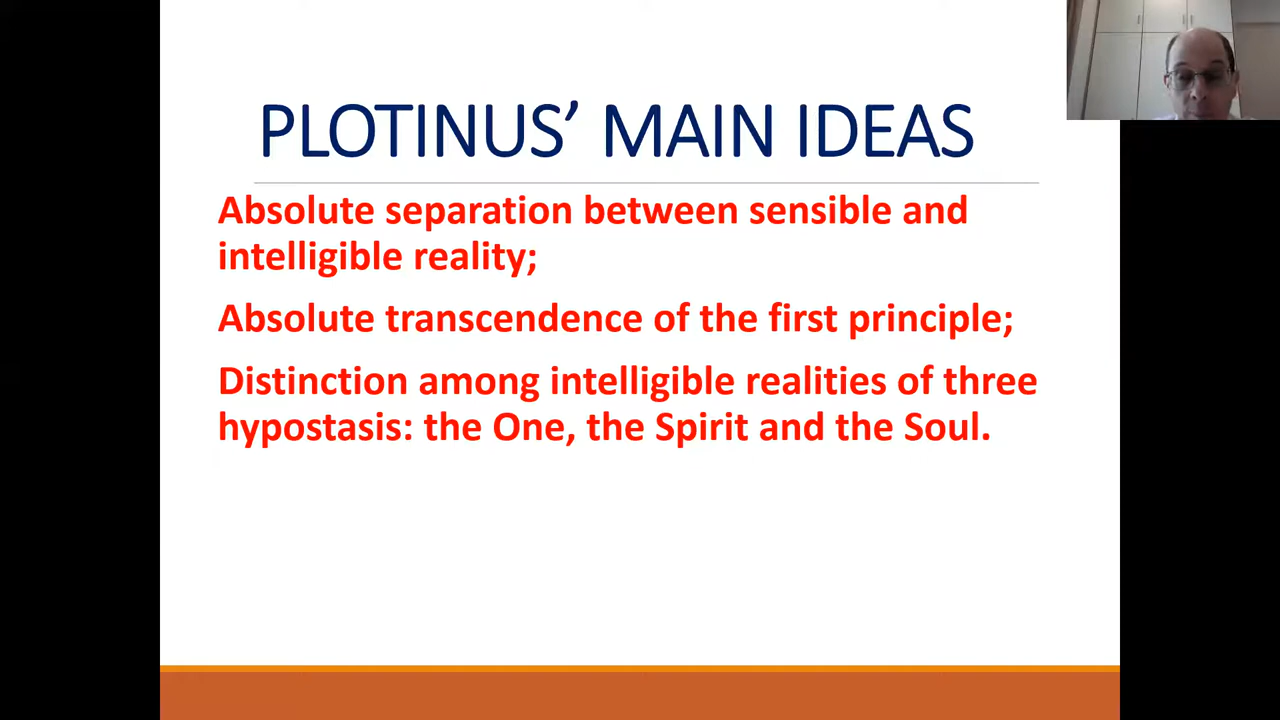 PLOTINUS’ MAIN IDEAS
Absolute separation between sensible and
intelligible reality;
Absolute transcendence of the first principle;
Distinction among intelligible realities of three
hypostasis: the One, the Spirit and the Soul.